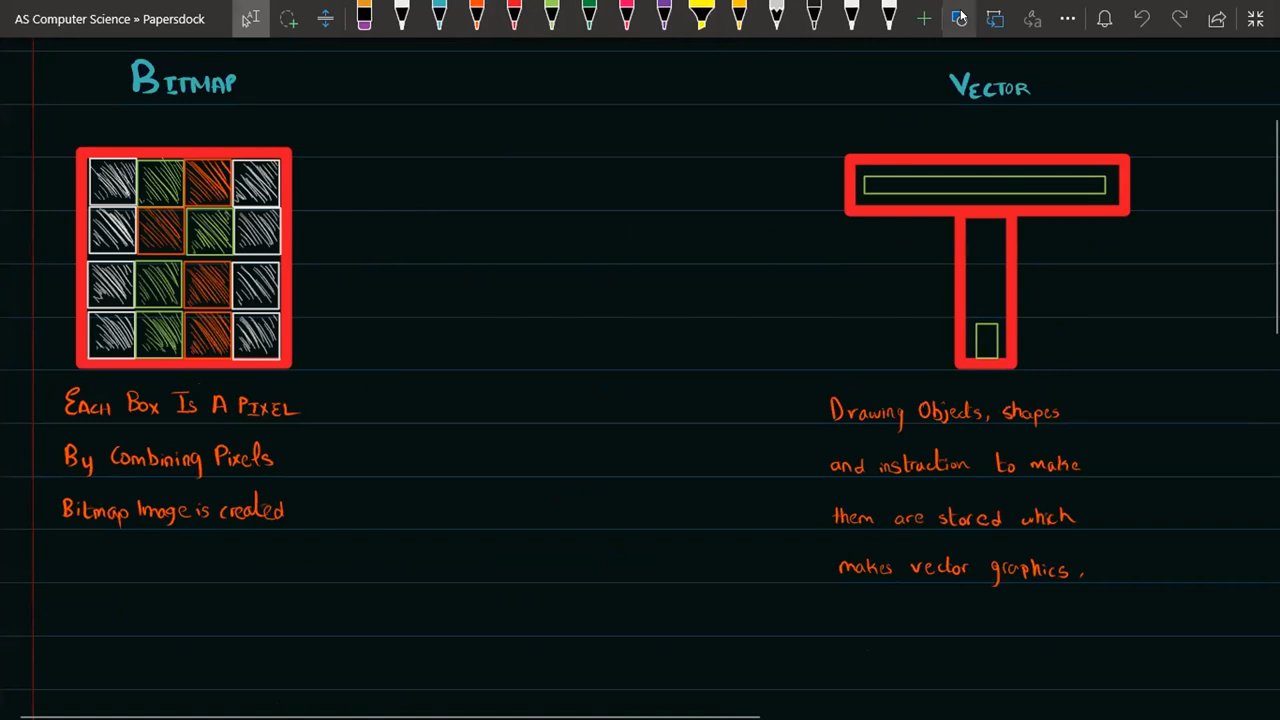 AS Computer Science » Papersdock
BITMAP
VECTOR
EACH BOX IS A PIXEL
By Combining Pixels
Bitmap Image is created
Drawing Objects, shapes
and instraction to make
them are stored which
makes vector graphics.